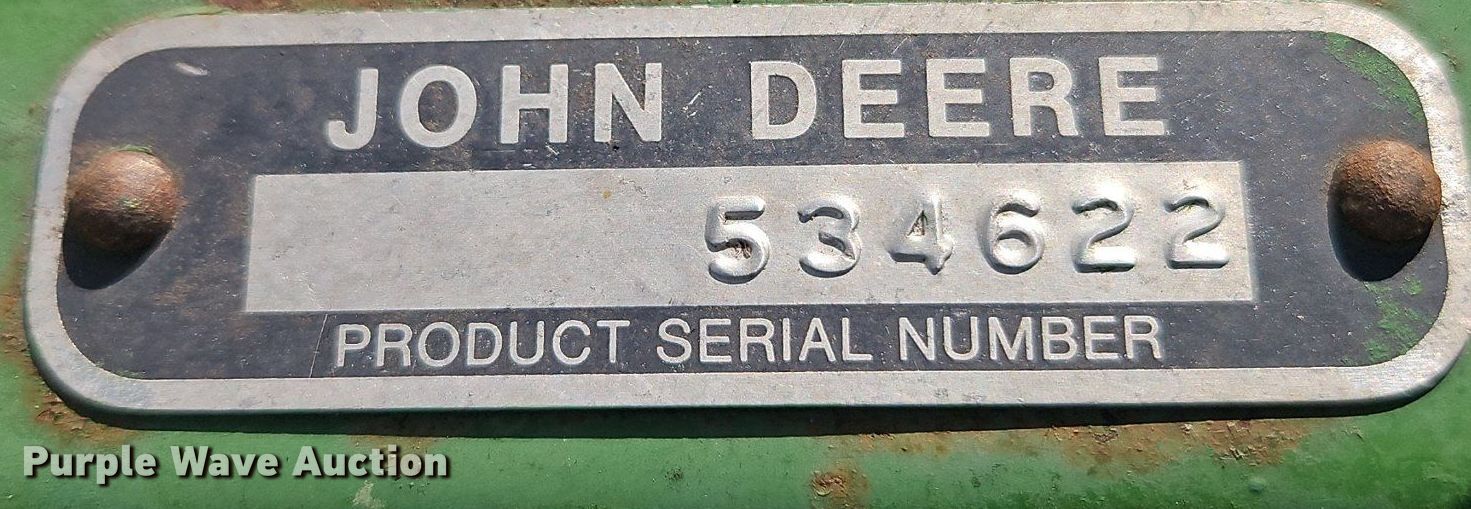 JOHN DEERE
534622
PRODUCT SERIAL NUMBER
Purple Wave Auction